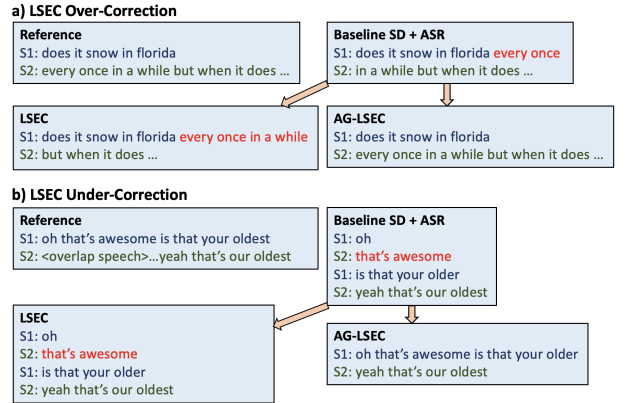 a) LSEC Over-Correction
Reference
S1: does it snow in florida
S2: every once in a while but when it does ...
Baseline SD + ASR
S1: does it snow in florida every once
S2: in a while but when it does ...
LSEC
S1: does it snow in florida every once in a while
S2: but when it does ...
AG-LSEC
S1: does it snow in florida
S2: every once in a while but when it does ...
b) LSEC Under-Correction
Reference
S1: oh that's awesome is that your oldest
S2: <overlap speech>...yeah that's our oldest
Baseline SD + ASR
S1: oh
S2: that's awesome
S1: is that your older
S2: yeah that's our oldest
LSEC
S1: oh
S2: that's awesome
S1: is that your older
S2: yeah that's our oldest
AG-LSEC
S1: oh that's awesome is that your older
S2: yeah that's our oldest